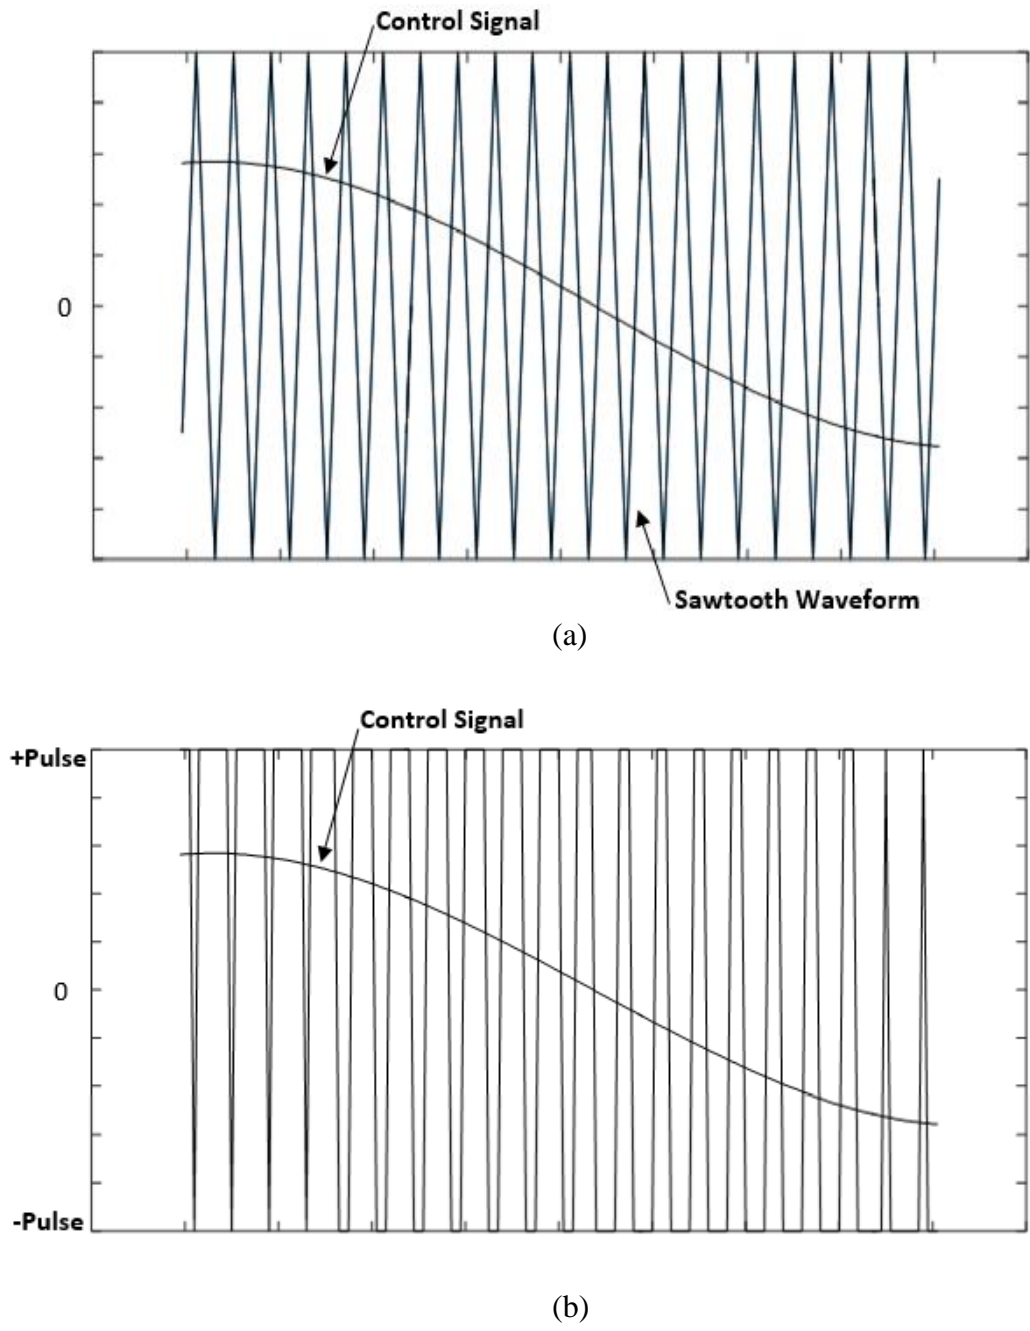 Control Signal
0
Sawtooth Waveform
(a)
Control Signal
+Pulse
0
-Pulse
(b)